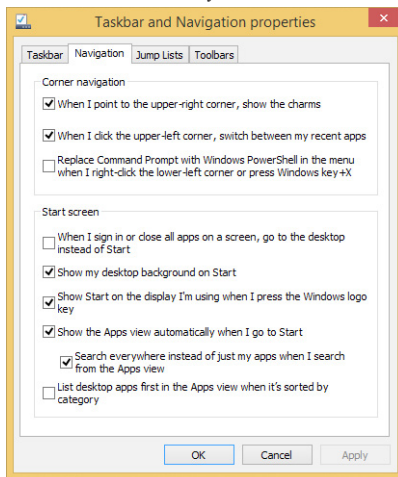 Taskbar and Navigation properties
Taskbar Navigation Jump Lists Toolbars
Corner navigation
When I point to the upper-right corner, show the charms
When I click the upper-left corner, switch between my recent apps
Replace Command Prompt with Windows PowerShell in the menu
when I right-click the lower-left corner or press Windows key+X
Start screen
When I sign in or close all apps on a screen, go to the desktop
instead of Start
Show my desktop background on Start
Show Start on the display I'm using when I press the Windows logo
key
Show the Apps view automatically when I go to Start
Search everywhere instead of just my apps when I search
from the Apps view
List desktop apps first in the Apps view when it's sorted by
category
OK Cancel Apply